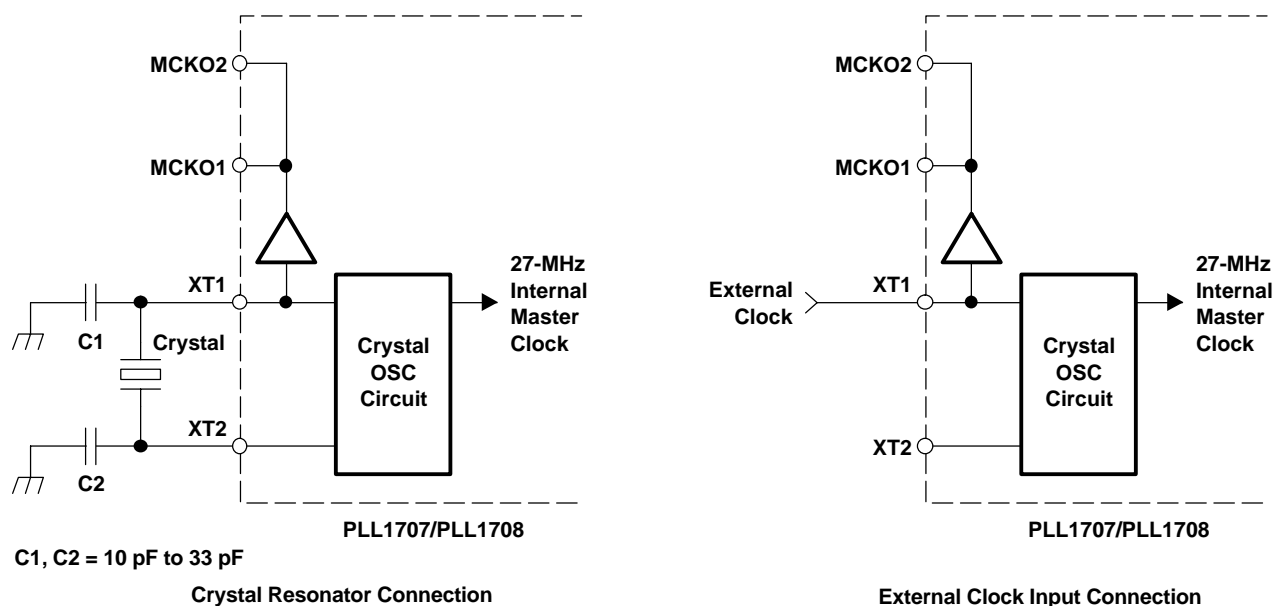 MCKO2
MCKO1
XT1
C1
Crystal
XT2
C2
Crystal
OSC
Circuit
27-MHz
Internal
Master
Clock
PLL1707/PLL1708
C1, C2 = 10 pF to 33 pF
Crystal Resonator Connection
MCKO2
MCKO1
External
Clock
XT1
XT2
Crystal
OSC
Circuit
27-MHz
Internal
Master
Clock
PLL1707/PLL1708
External Clock Input Connection